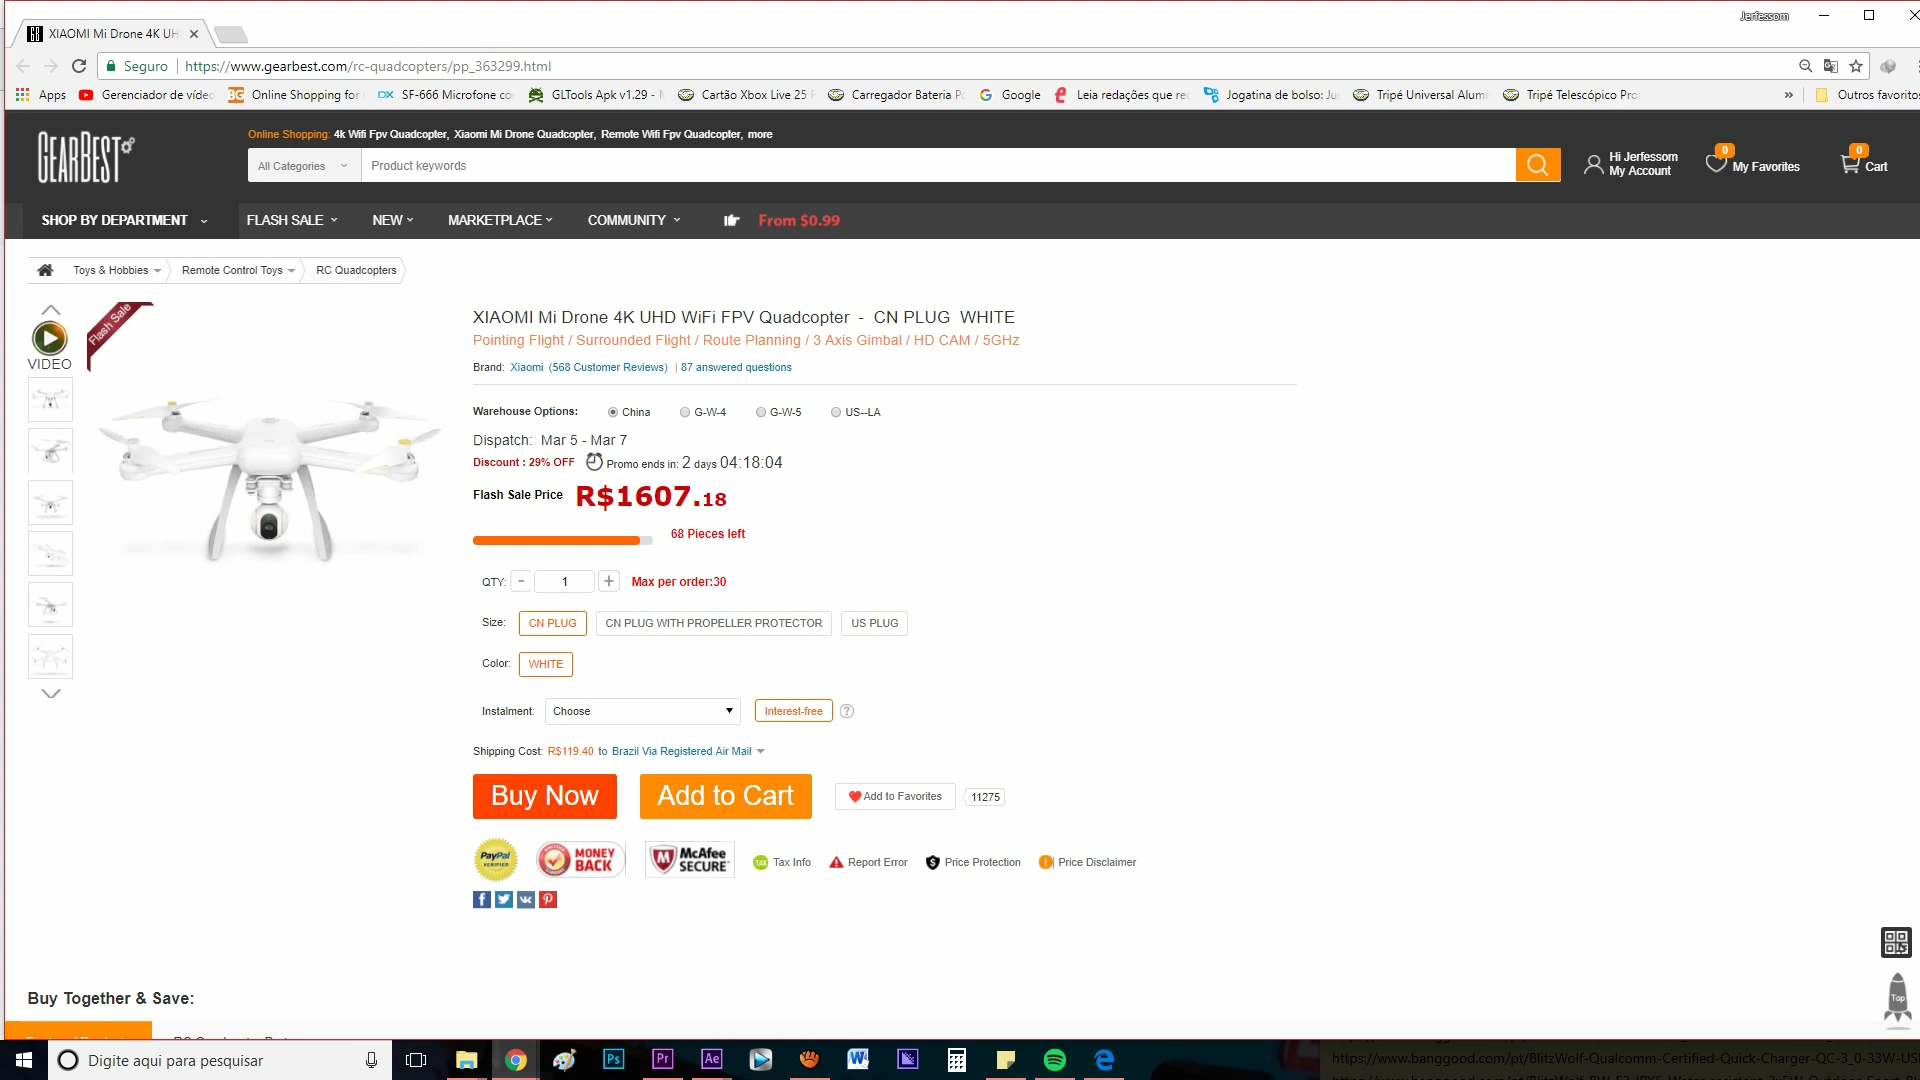 Jerfessom
XIAOMI Mi Drone 4K UH
Seguro https://www.gearbest.com/rc-quadcopters/pp_363299.html
Apps Gerenciador de víde Online Shopping for SF-666 Microfone co GLTools Apk v1.29 - Cartão Xbox Live 25 Carregador Bateria Google Leia redações que re Jogatina de bolso: Tripé Universal Alum Tripé Telescópico Pro » Outros favoritos
GEARBEST
Online Shopping: 4k Wifi Fpv Quadcopter, Xiaomi Mi Drone Quadcopter, Remote Wifi Fpv Quadcopter, more
All Categories Product keywords
Hi Jerfessom
My Account
0
My Favorites
0
Cart
SHOP BY DEPARTMENT FLASH SALE NEW MARKETPLACE COMMUNITY From $0.99
Toys & Hobbies Remote Control Toys RC Quadcopters
VIDEO
Flash Sale
XIAOMI Mi Drone 4K UHD WiFi FPV Quadcopter - CN PLUG WHITE
Pointing Flight / Surrounded Flight / Route Planning / 3 Axis Gimbal / HD CAM / 5GHz
Brand: Xiaomi (568 Customer Reviews) | 87 answered questions
Warehouse Options: China G-W-4 G-W-5 US--LA
Dispatch: Mar 5 - Mar 7
Discount : 29% OFF Promo ends in: 2 days 04:18:04
Flash Sale Price R$1607.18
68 Pieces left
QTY: - 1 + Max per order:30
Size: CN PLUG CN PLUG WITH PROPELLER PROTECTOR US PLUG
Color: WHITE
Instalment: Choose Interest-free ?
Shipping Cost: R$119.40 to Brazil Via Registered Air Mail
Buy Now Add to Cart Add to Favorites 11275
PayPal VERIFIED MONEY BACK McAfee SECURE Tax Info Report Error Price Protection Price Disclaimer
Top
Buy Together & Save:
Digite aqui para pesquisar
Ps Pr Ae
https://www.banggood.com/pt/BlitzWolf-Qualcomm-Certified-Quick-Charger-QC-3_0-33W-US